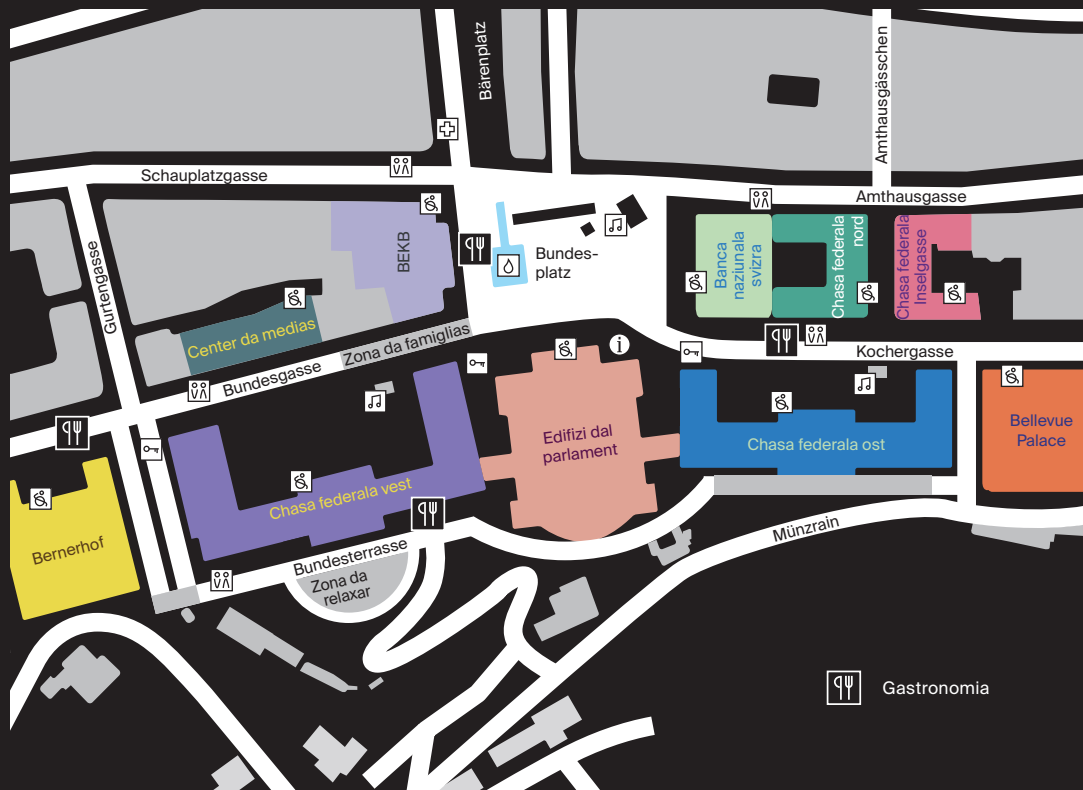 Bärenplatz
Amthausgässchen
Schauplatzgasse
Amthausgasse
Gurtengasse
BEKB
Bundes-
platz
Banca
naziunala
svizra
Chasa federala
nord
Chasa federala
Inselgasse
Center da medias
Zona da famiglias
Bundesgasse
i
Kochergasse
Edifizi dal
parlament
Chasa federala ost
Bellevue
Palace
Chasa federala vest
Bernerhof
Bundesterrasse
Zona da
relaxar
Münzrain
Gastronomia